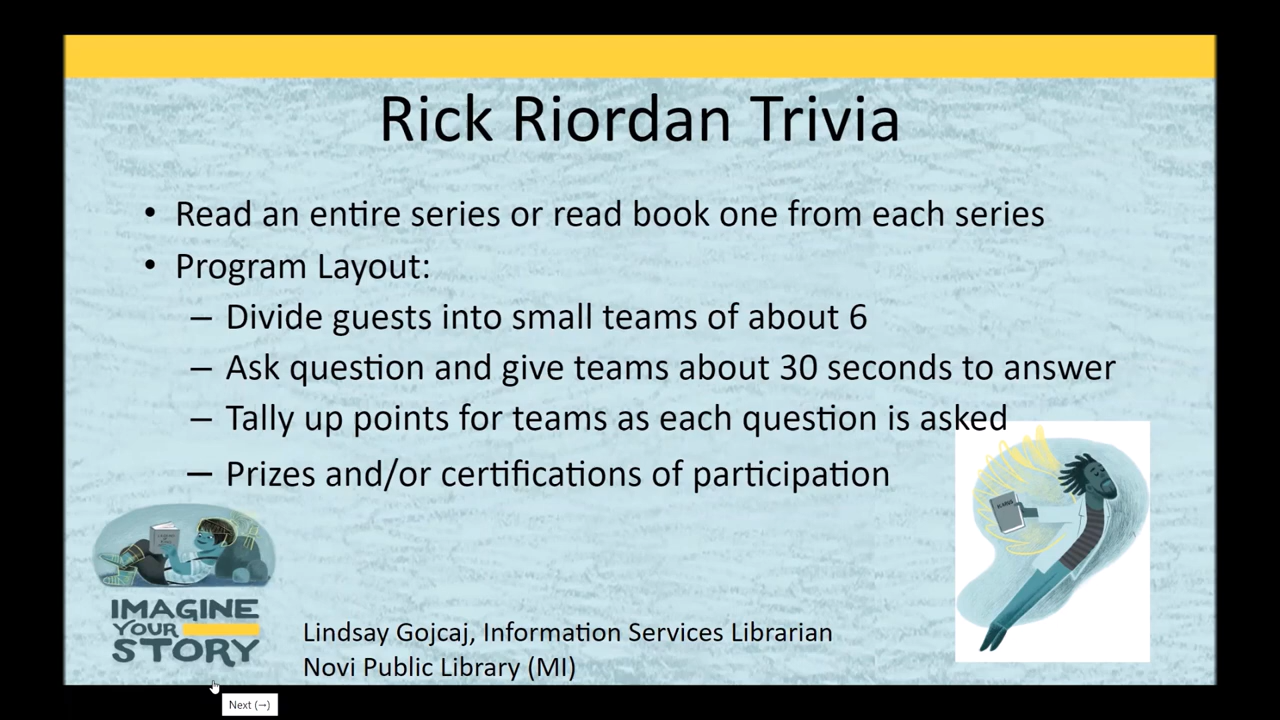 Rick Riordan Trivia
• Read an entire series or read book one from each series
• Program Layout:
– Divide guests into small teams of about 6
– Ask question and give teams about 30 seconds to answer
– Tally up points for teams as each question is asked
– Prizes and/or certifications of participation
IMAGINE
YOUR
STORY
Lindsay Gojcaj, Information Services Librarian
Novi Public Library (MI)
Next (→)